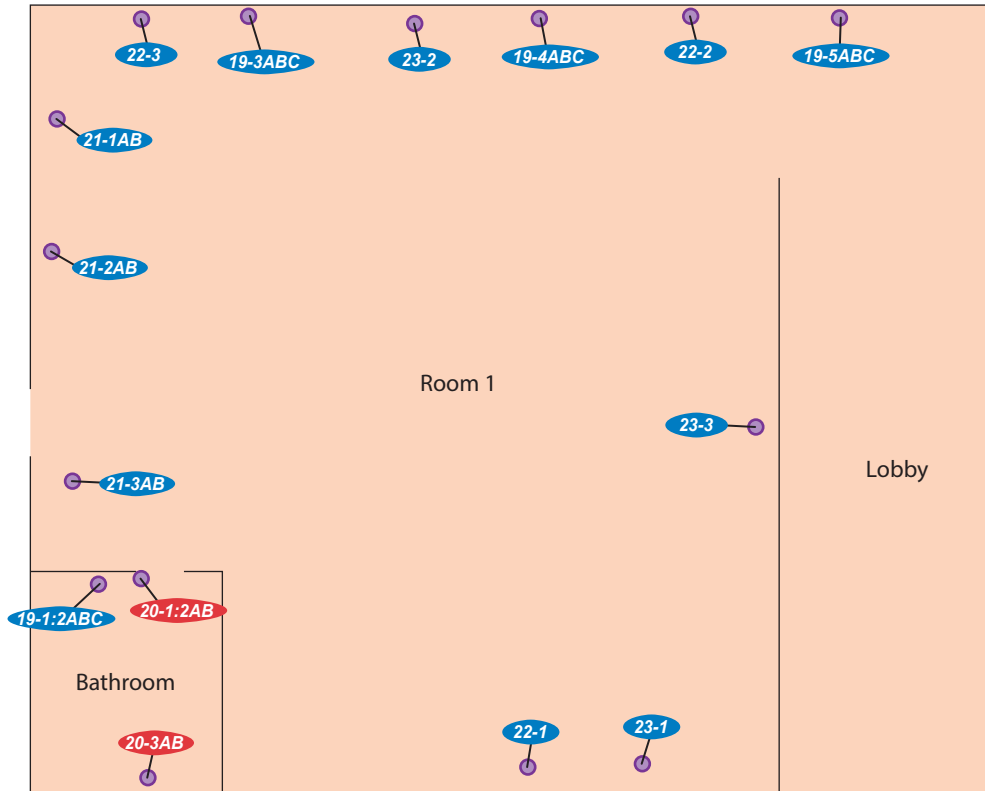 22-3
19-3ABC
23-2
19-4ABC
22-2
19-5ABC
21-1AB
21-2AB
Room 1
23-3
Lobby
21-3AB
19-1:2ABC
20-1:2AB
Bathroom
20-3AB
22-1
23-1